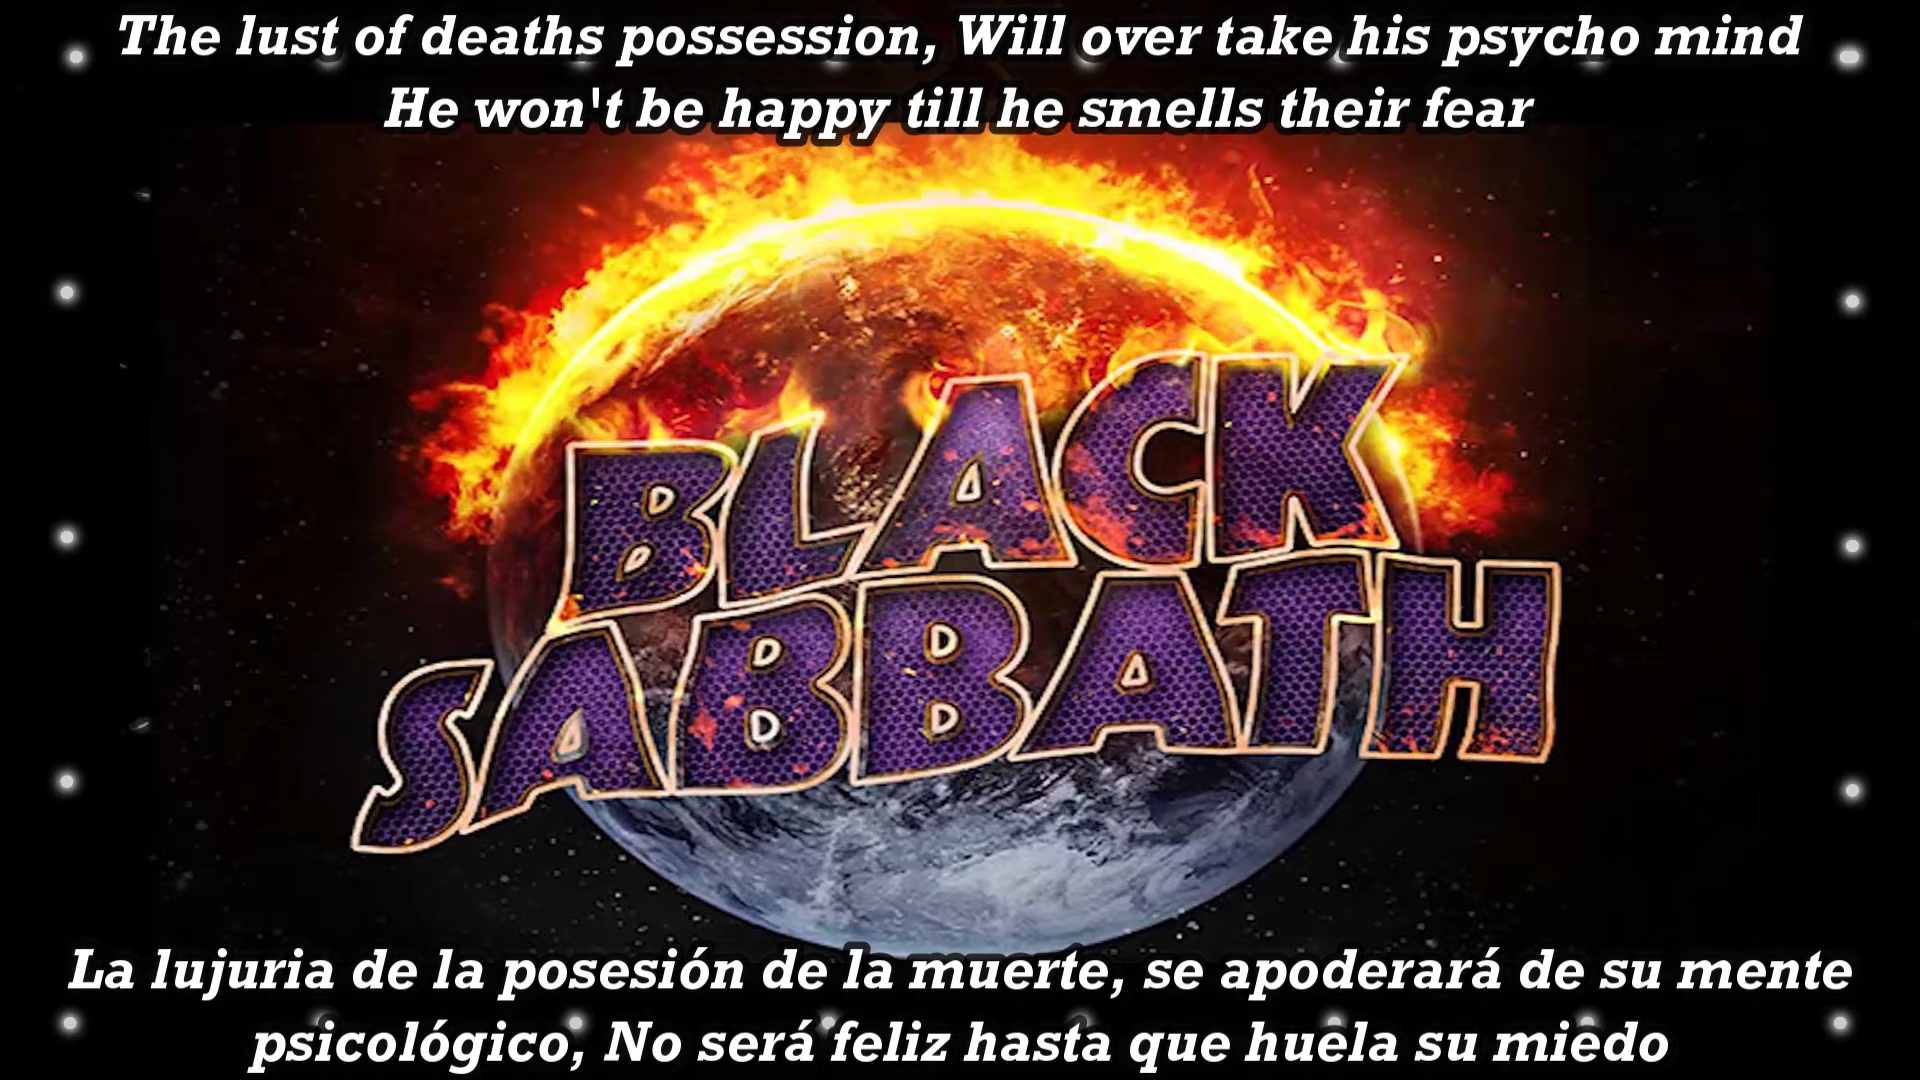 The lust of deaths possession, Will over take his psycho mind
He won't be happy till he smells their fear
BLACK
SABBATH
La lujuria de la posesión de la muerte, se apoderará de su mente
psicológico, No será feliz hasta que huela su miedo